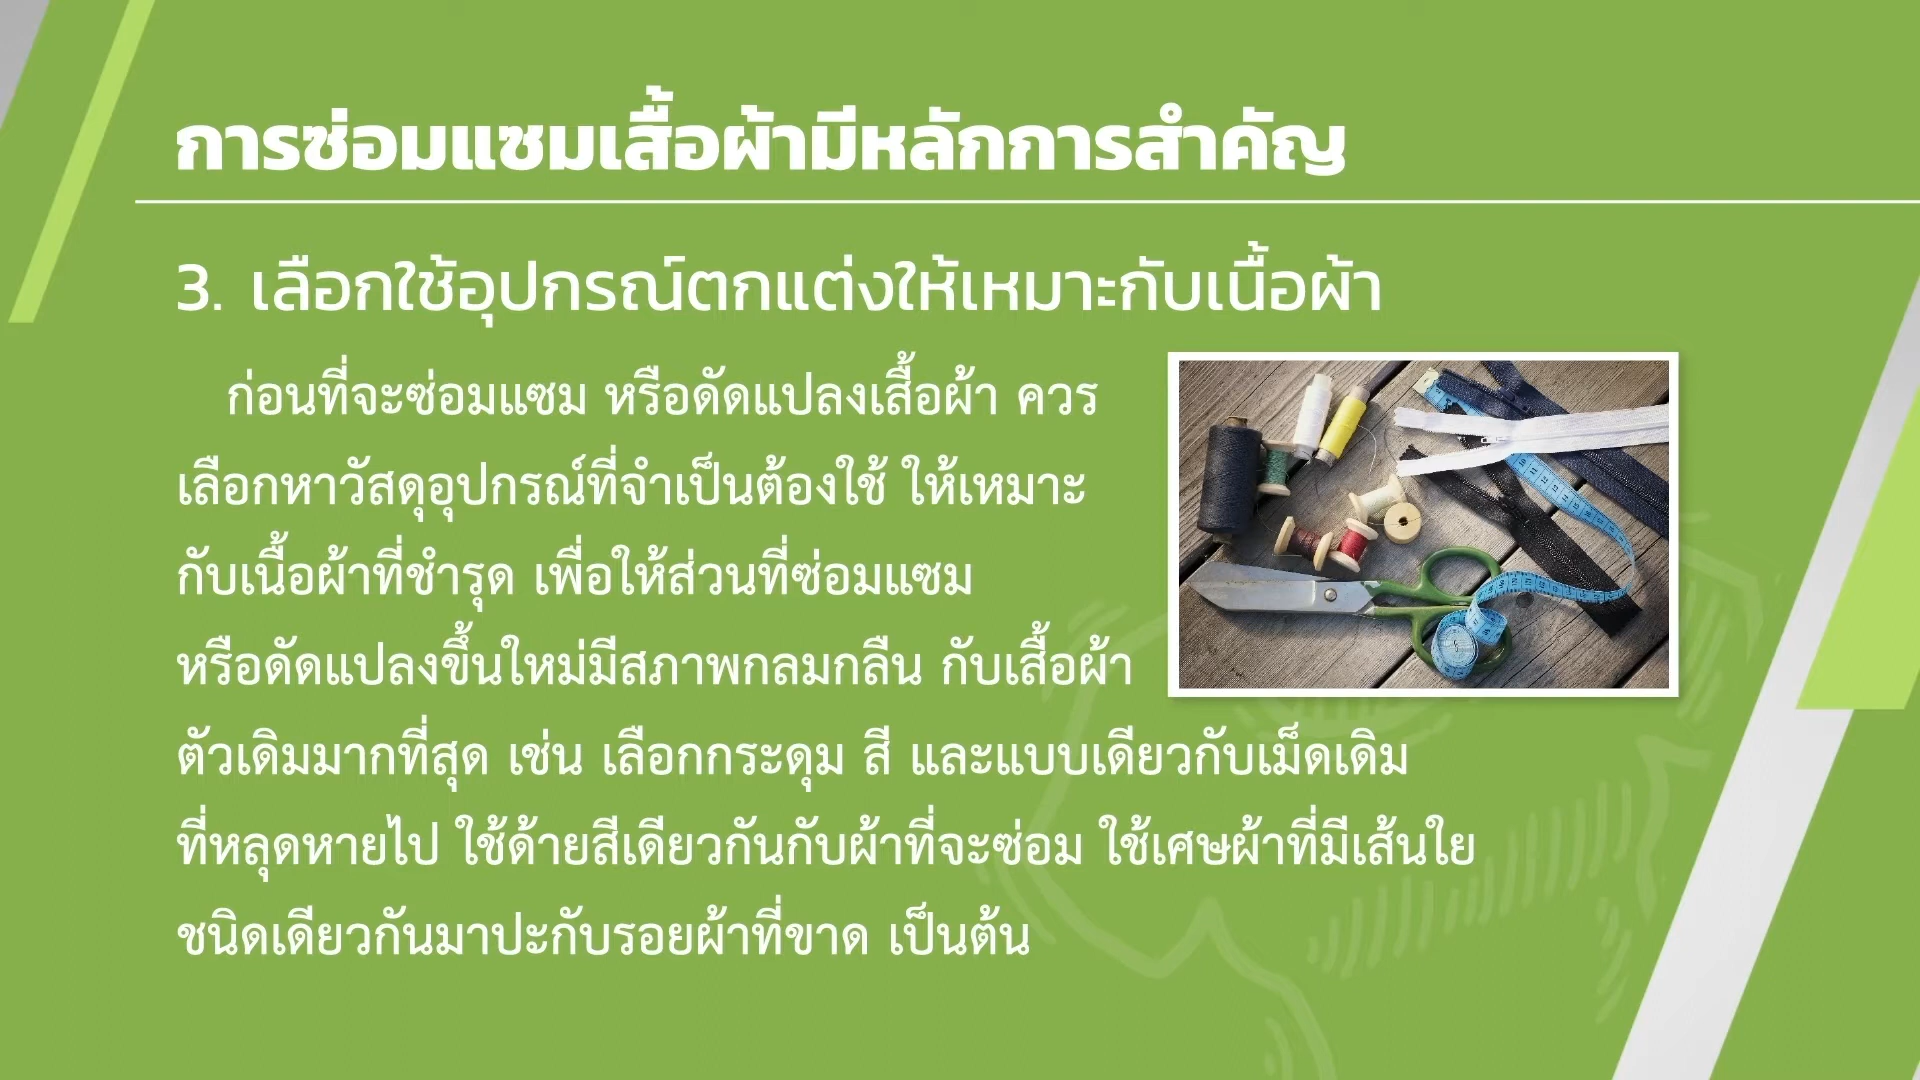 การซ่อมแซมเสื้อผ้ามีหลักการสำคัญ
3. เลือกใช้อุปกรณ์ตกแต่งให้เหมาะกับเนื้อผ้า
ก่อนที่จะซ่อมแซม หรือดัดแปลงเสื้อผ้า ควร
เลือกหาวัสดุอุปกรณ์ที่จำเป็นต้องใช้ ให้เหมาะ
กับเนื้อผ้าที่ชำรุด เพื่อให้ส่วนที่ซ่อมแซม
หรือดัดแปลงขึ้นใหม่มีสภาพกลมกลืน กับเสื้อผ้า
ตัวเดิมมากที่สุด เช่น เลือกกระดุม สี และแบบเดียวกับเม็ดเดิม
ที่หลุดหายไป ใช้ด้ายสีเดียวกันกับผ้าที่จะซ่อม ใช้เศษผ้าที่มีเส้นใย
ชนิดเดียวกันมาปะกับรอยผ้าที่ขาด เป็นต้น